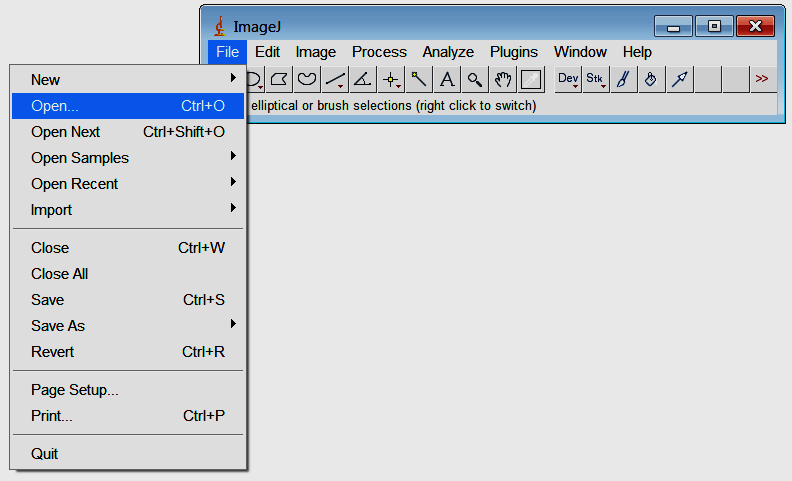 ImageJ
File Edit Image Process Analyze Plugins Window Help
A Dev Stk >>
elliptical or brush selections (right click to switch)
New
Open... Ctrl+O
Open Next Ctrl+Shift+O
Open Samples
Open Recent
Import
Close Ctrl+W
Close All
Save Ctrl+S
Save As
Revert Ctrl+R
Page Setup...
Print... Ctrl+P
Quit